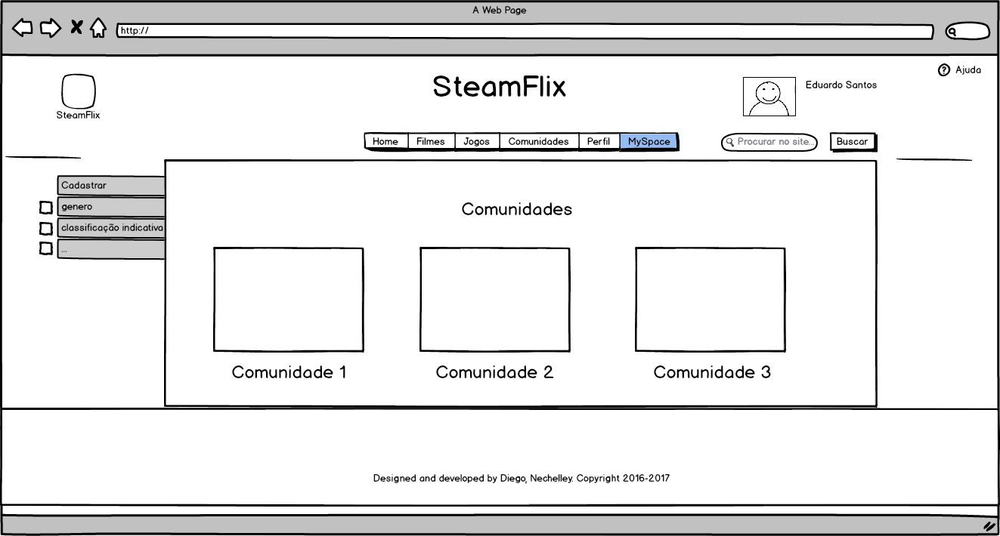 A Web Page
http://
Ajuda
SteamFlix
Eduardo Santos
SteamFlix
Home Filmes Jogos Comunidades Perfil MySpace
Procurar no site...
Buscar
Cadastrar
genero
classificação indicativa
...
Comunidades
Comunidade 1
Comunidade 2
Comunidade 3
Designed and developed by Diego, Nechelley. Copyright 2016-2017